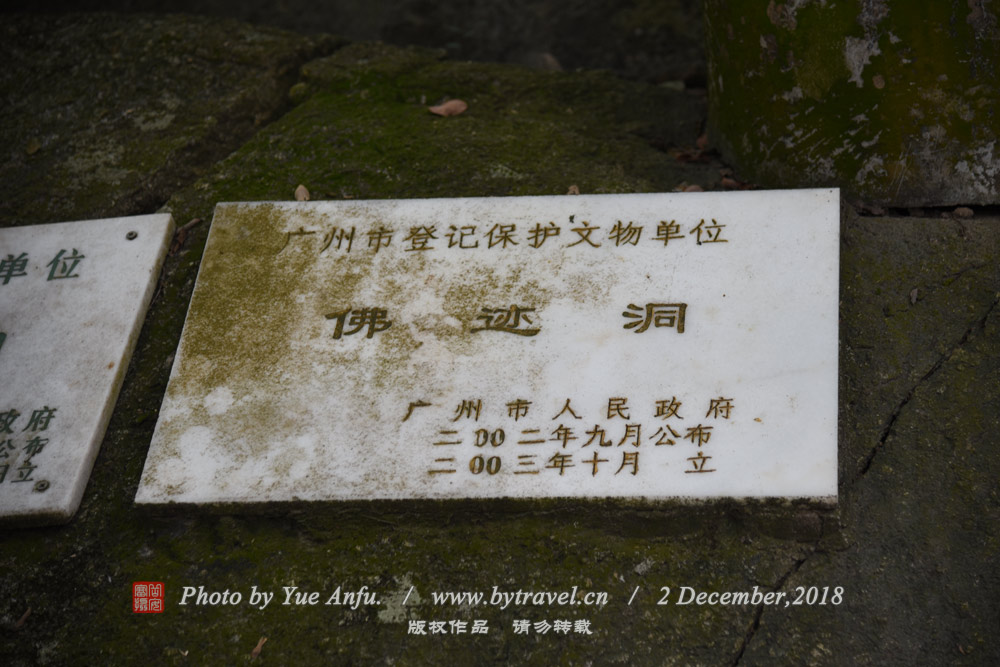 广州市登记保护文物单位
佛迹洞
广州市人民政府
二00二年九月公布
二00三年十月 立
单位
政府
公布
月立
Photo by Yue Anfu. / www.bytravel.cn / 2 December,2018
版权作品 请勿转载